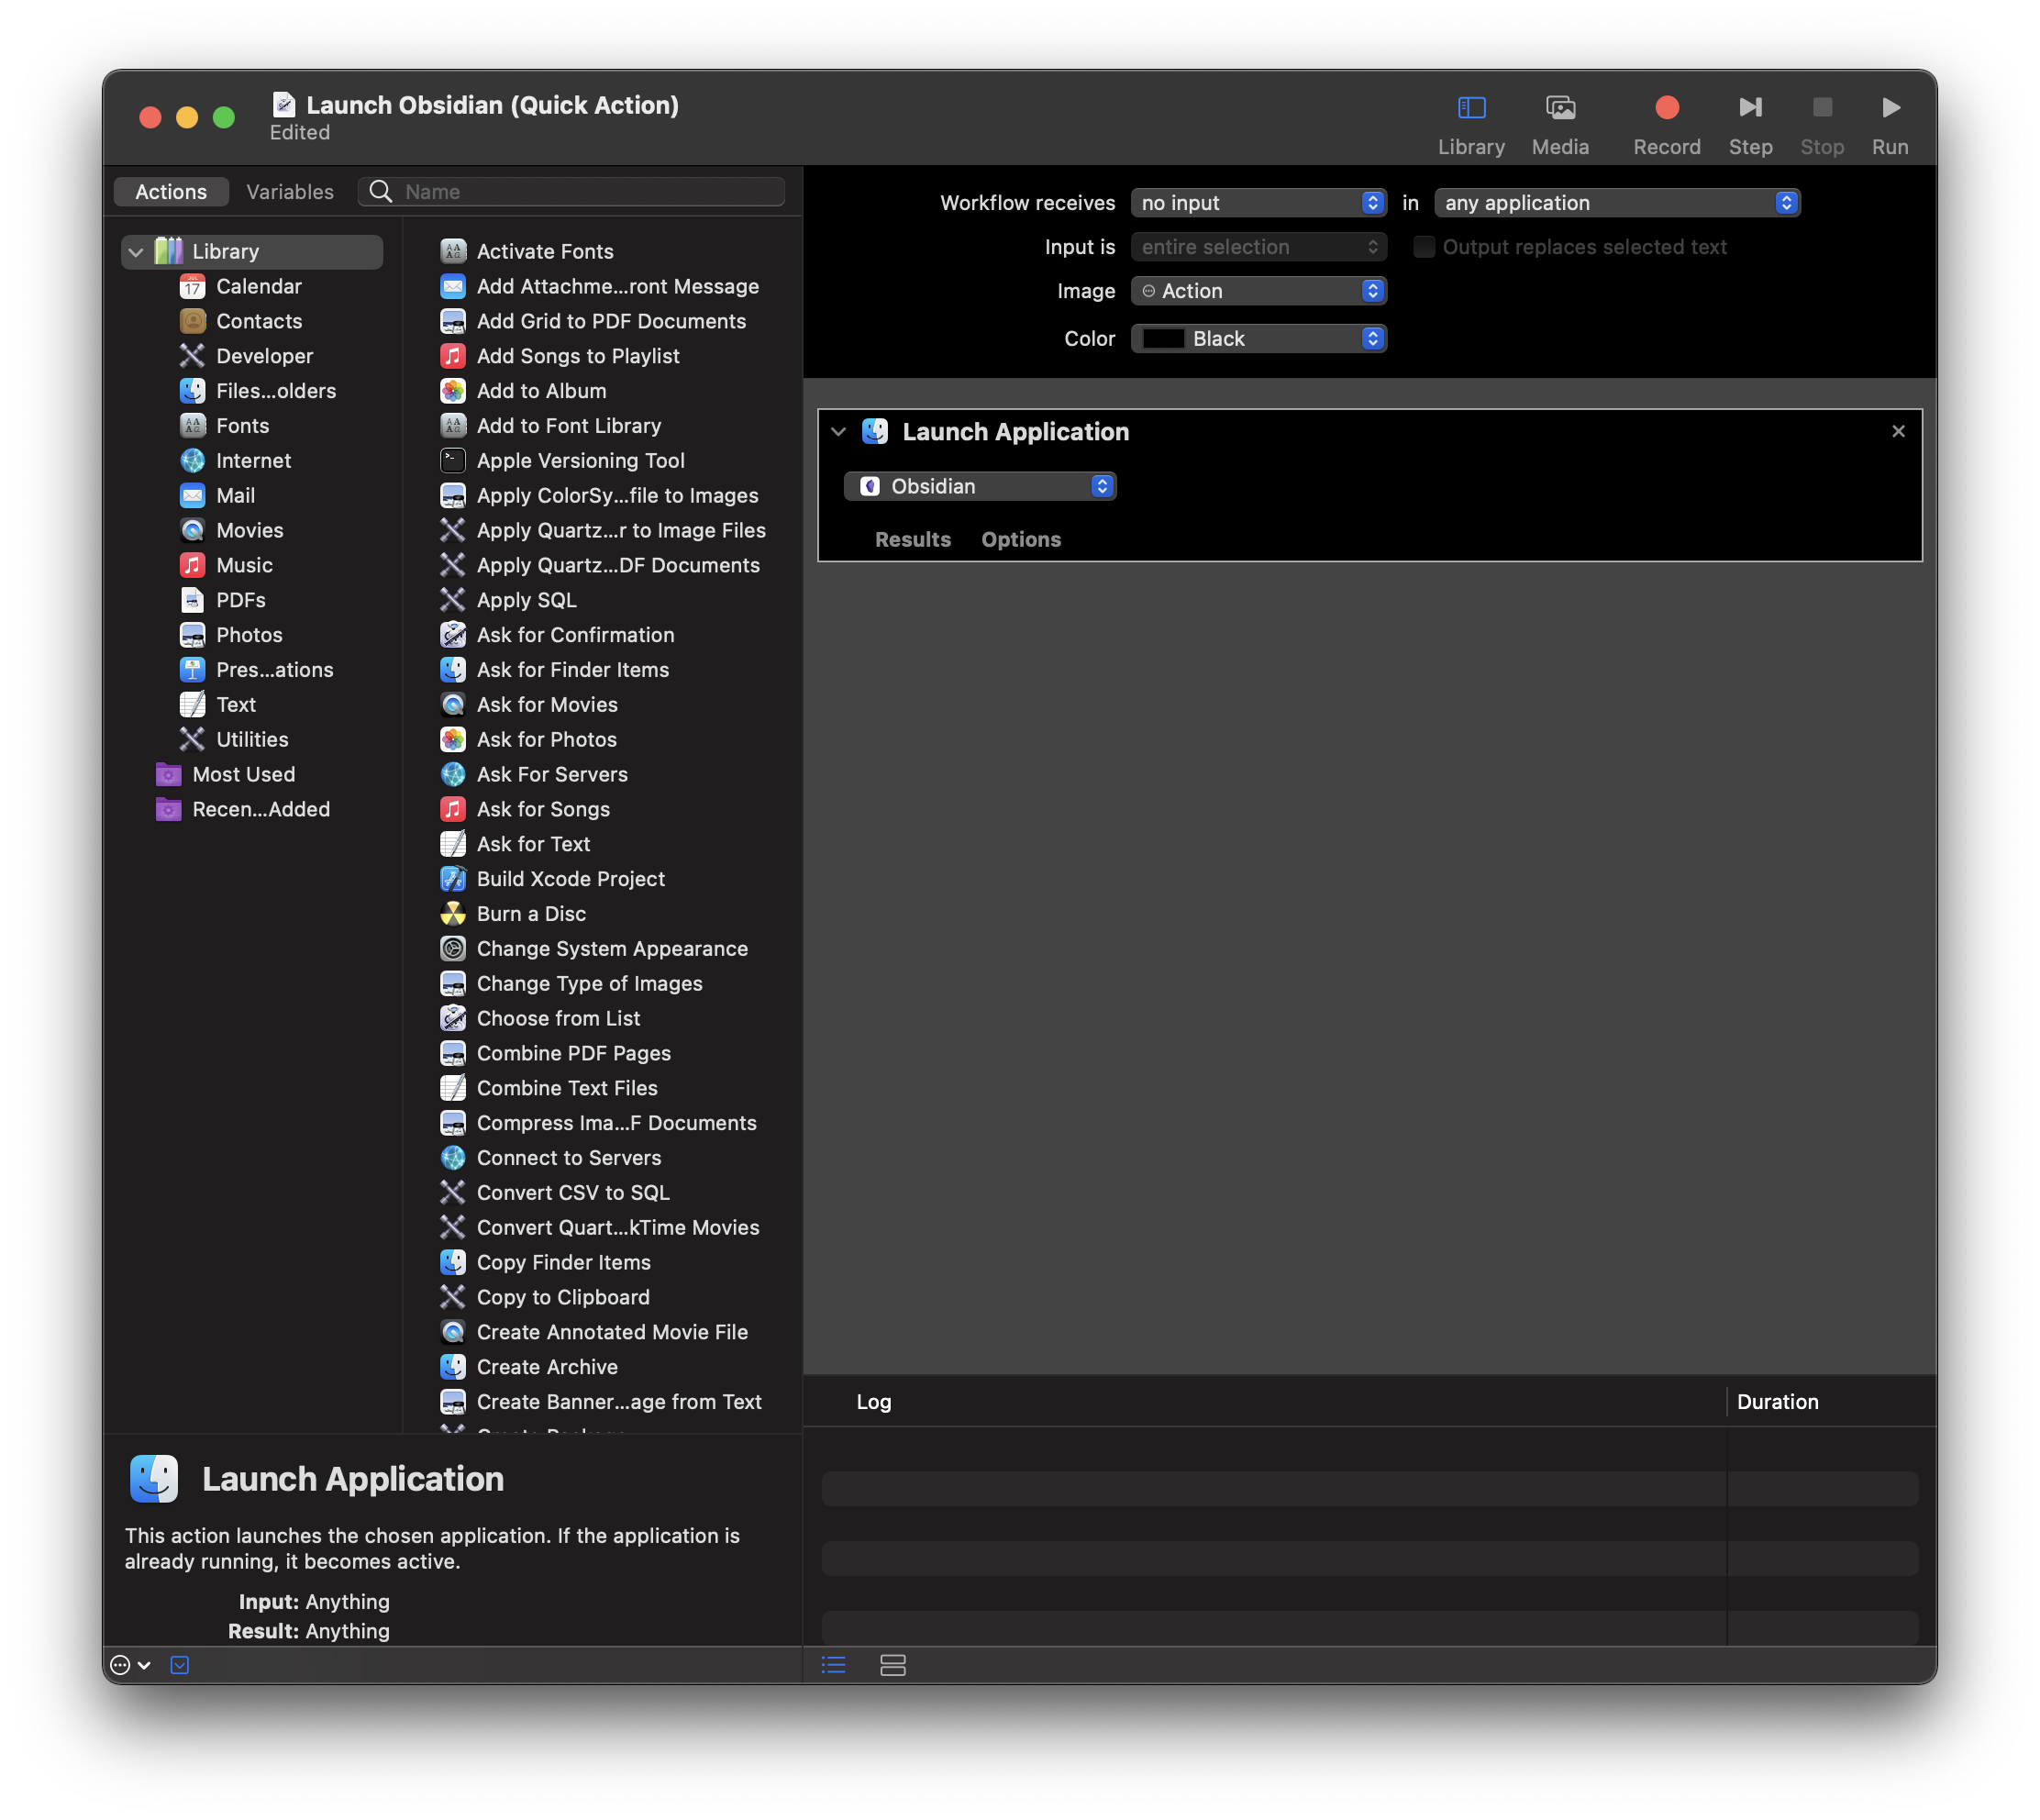 Launch Obsidian (Quick Action)
Edited
Library
Media
Record
Step
Stop
Run
Actions
Variables
Name
Library
Calendar
Contacts
Developer
Files...olders
Fonts
Internet
Mail
Movies
Music
PDFs
Photos
Pres...ations
Text
Utilities
Most Used
Recen...Added
Activate Fonts
Add Attachme...ront Message
Add Grid to PDF Documents
Add Songs to Playlist
Add to Album
Add to Font Library
Apple Versioning Tool
Apply ColorSy...file to Images
Apply Quartz...r to Image Files
Apply Quartz...DF Documents
Apply SQL
Ask for Confirmation
Ask for Finder Items
Ask for Movies
Ask for Photos
Ask For Servers
Ask for Songs
Ask for Text
Build Xcode Project
Burn a Disc
Change System Appearance
Change Type of Images
Choose from List
Combine PDF Pages
Combine Text Files
Compress Ima...F Documents
Connect to Servers
Convert CSV to SQL
Convert Quart...kTime Movies
Copy Finder Items
Copy to Clipboard
Create Annotated Movie File
Create Archive
Create Banner...age from Text
Workflow receives no input in any application
Input is entire selection Output replaces selected text
Image Action
Color Black
Launch Application
Obsidian
Results Options
Log Duration
Launch Application
This action launches the chosen application. If the application is
already running, it becomes active.
Input: Anything
Result: Anything